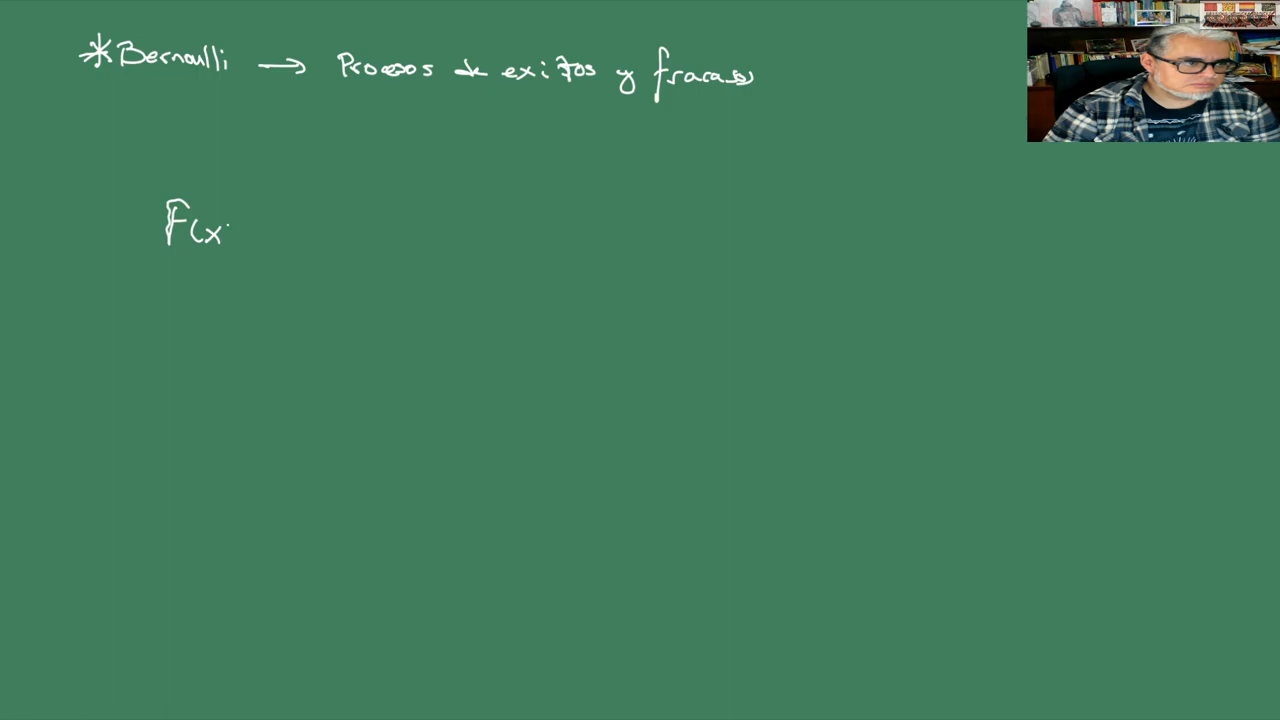 *Bernoulli → Procesos de exitos y fracasos
F(x